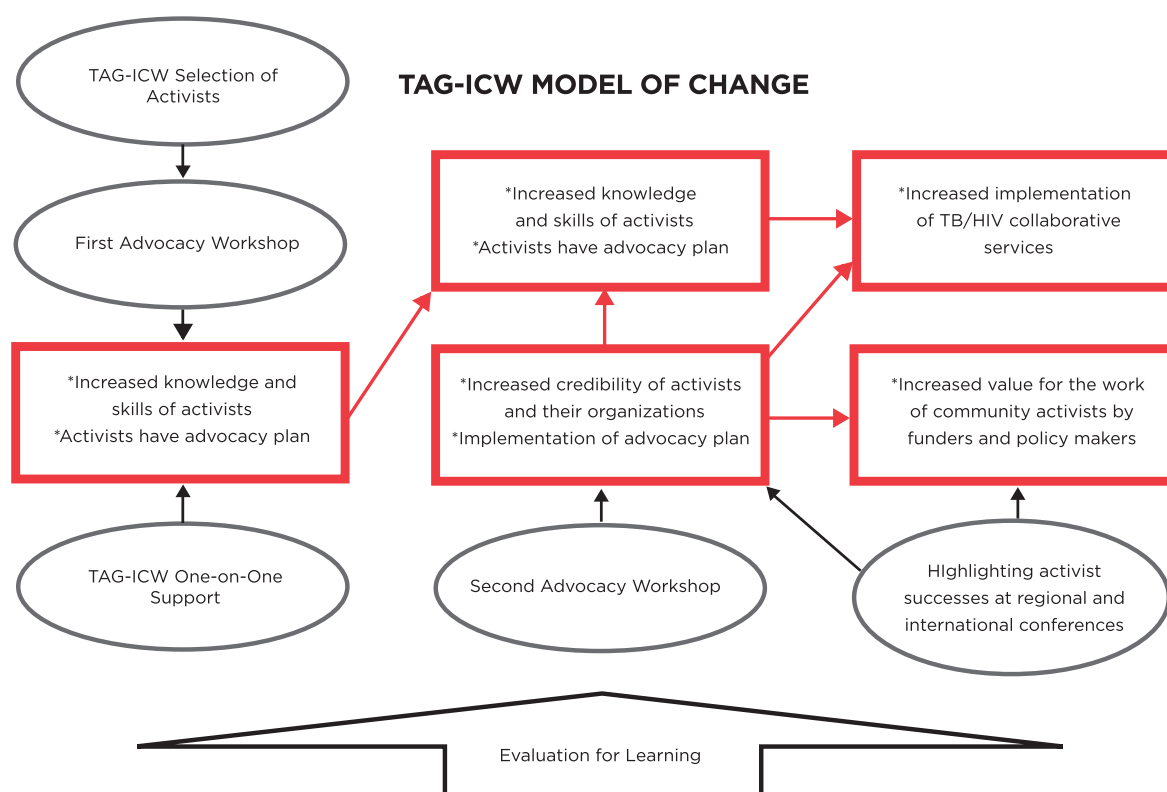 TAG-ICW Selection of
Activists
TAG-ICW MODEL OF CHANGE
First Advocacy Workshop
*Increased knowledge
and skills of activists
*Activists have advocacy plan
*Increased implementation
of TB/HIV collaborative
services
*Increased knowledge and
skills of activists
*Activists have advocacy plan
*Increased credibility of activists
and their organizations
*Implementation of advocacy plan
*Increased value for the work
of community activists by
funders and policy makers
TAG-ICW One-on-One
Support
Second Advocacy Workshop
HIghlighting activist
successes at regional and
international conferences
Evaluation for Learning